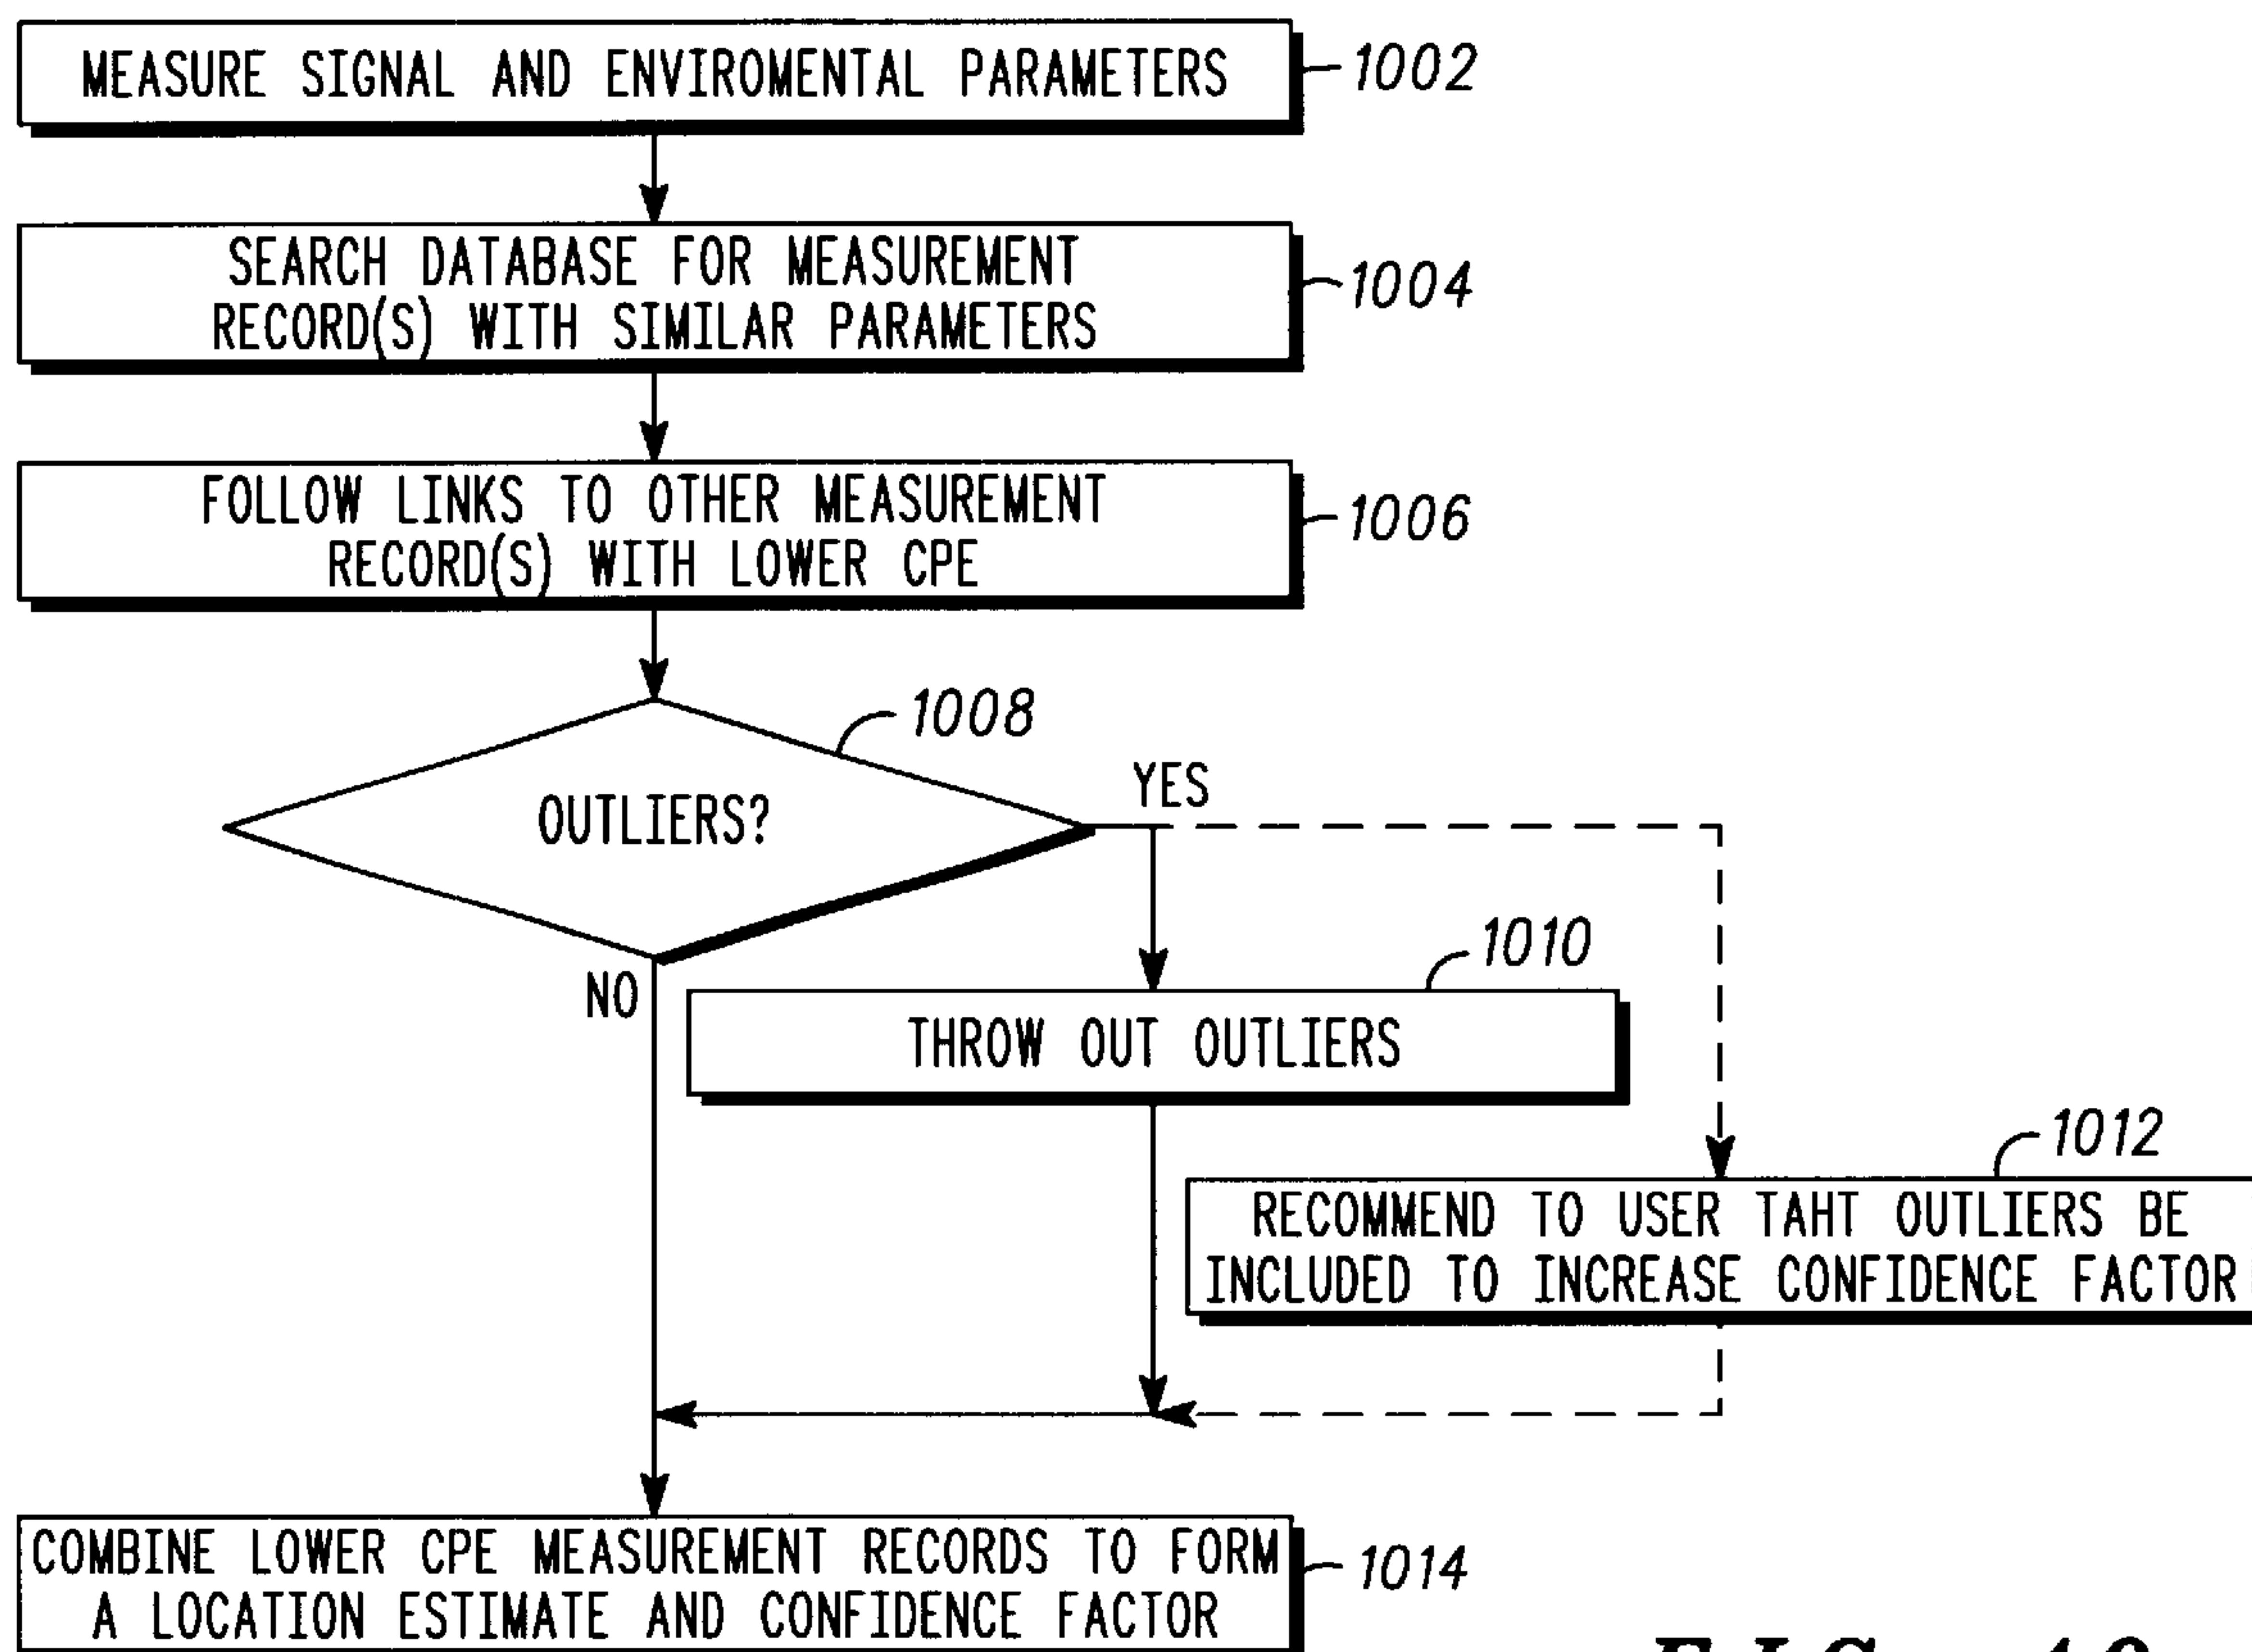 MEASURE SIGNAL AND ENVIROMENTAL PARAMETERS
1002
SEARCH DATABASE FOR MEASUREMENT
RECORD(S) WITH SIMILAR PARAMETERS
1004
FOLLOW LINKS TO OTHER MEASUREMENT
RECORD(S) WITH LOWER CPE
1006
1008
OUTLIERS?
YES
NO
1010
THROW OUT OUTLIERS
1012
RECOMMEND TO USER TAHT OUTLIERS BE
INCLUDED TO INCREASE CONFIDENCE FACTOR
COMBINE LOWER CPE MEASUREMENT RECORDS TO FORM
A LOCATION ESTIMATE AND CONFIDENCE FACTOR
1014